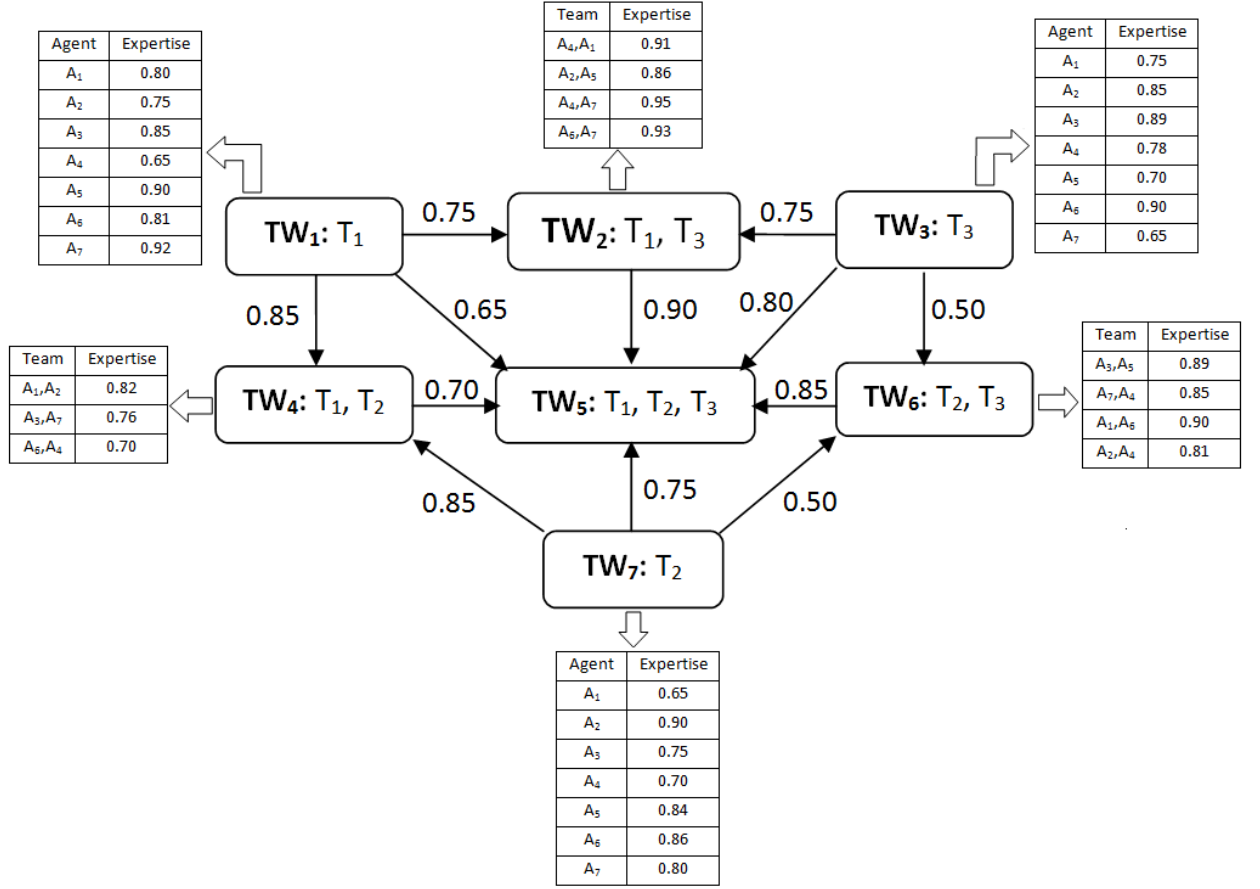 Agent Expertise
A₁ 0.80
A₂ 0.75
A₃ 0.85
A₄ 0.65
A₅ 0.90
A₆ 0.81
A₇ 0.92
Team Expertise
A₄,A₁ 0.91
A₂,A₅ 0.86
A₄,A₇ 0.95
A₆,A₇ 0.93
Agent Expertise
A₁ 0.75
A₂ 0.85
A₃ 0.89
A₄ 0.78
A₅ 0.70
A₆ 0.90
A₇ 0.65
TW₁: T₁
0.75
TW₂: T₁, T₃
0.75
TW₃: T₃
0.85
0.65
0.90
0.80
0.50
Team Expertise
A₁,A₂ 0.82
A₃,A₇ 0.76
A₆,A₄ 0.70
TW₄: T₁, T₂
0.70
TW₅: T₁, T₂, T₃
0.85
TW₆: T₂, T₃
Team Expertise
A₃,A₅ 0.89
A₇,A₄ 0.85
A₁,A₆ 0.90
A₂,A₄ 0.81
0.85
0.75
0.50
TW₇: T₂
Agent Expertise
A₁ 0.65
A₂ 0.90
A₃ 0.75
A₄ 0.70
A₅ 0.84
A₆ 0.86
A₇ 0.80